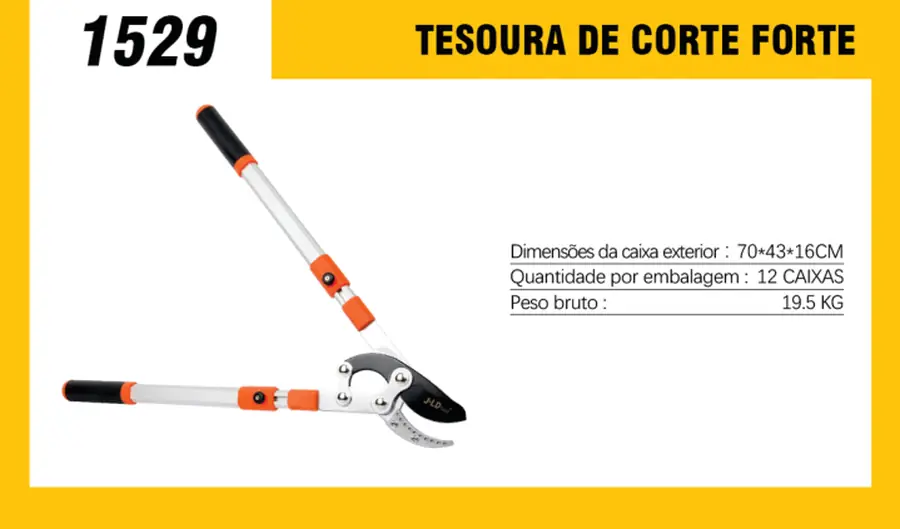 1529
TESOURA DE CORTE FORTE
Dimensões da caixa exterior : 70*43*16CM
Quantidade por embalagem : 12 CAIXAS
Peso bruto : 19.5 KG
J-LD